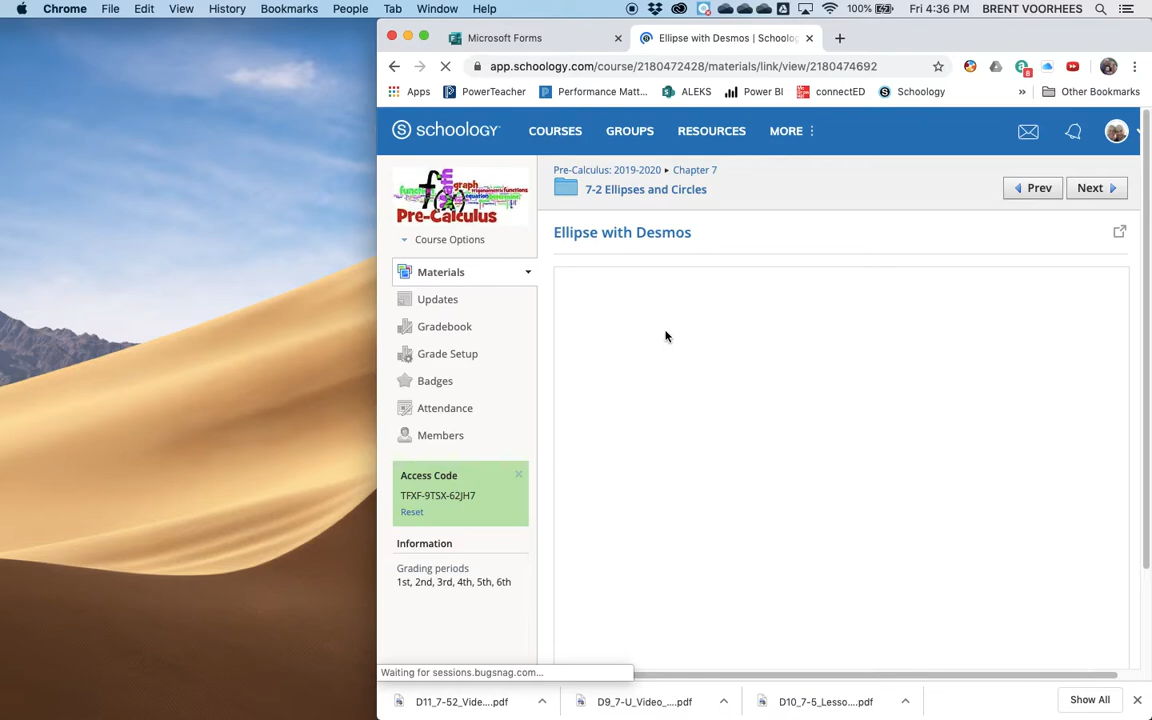 Chrome File Edit View History Bookmarks People Tab Window Help 100% Fri 4:36 PM BRENT VOORHEES
Microsoft Forms Ellipse with Desmos | Schoolog
app.schoology.com/course/2180472428/materials/link/view/2180474692
Apps PowerTeacher Performance Matt... ALEKS Power BI connectED Schoology » Other Bookmarks
S schoology COURSES GROUPS RESOURCES MORE
Pre-Calculus: 2019-2020 ▸ Chapter 7
7-2 Ellipses and Circles Prev Next
Pre-Calculus
Course Options
Ellipse with Desmos
Materials
Updates
Gradebook
Grade Setup
Badges
Attendance
Members
Access Code
TFXF-9TSX-62JH7
Reset
Information
Grading periods
1st, 2nd, 3rd, 4th, 5th, 6th
Waiting for sessions.bugsnag.com...
D11_7-52_Vide....pdf D9_7-U_Video_....pdf D10_7-5_Lesso....pdf Show All